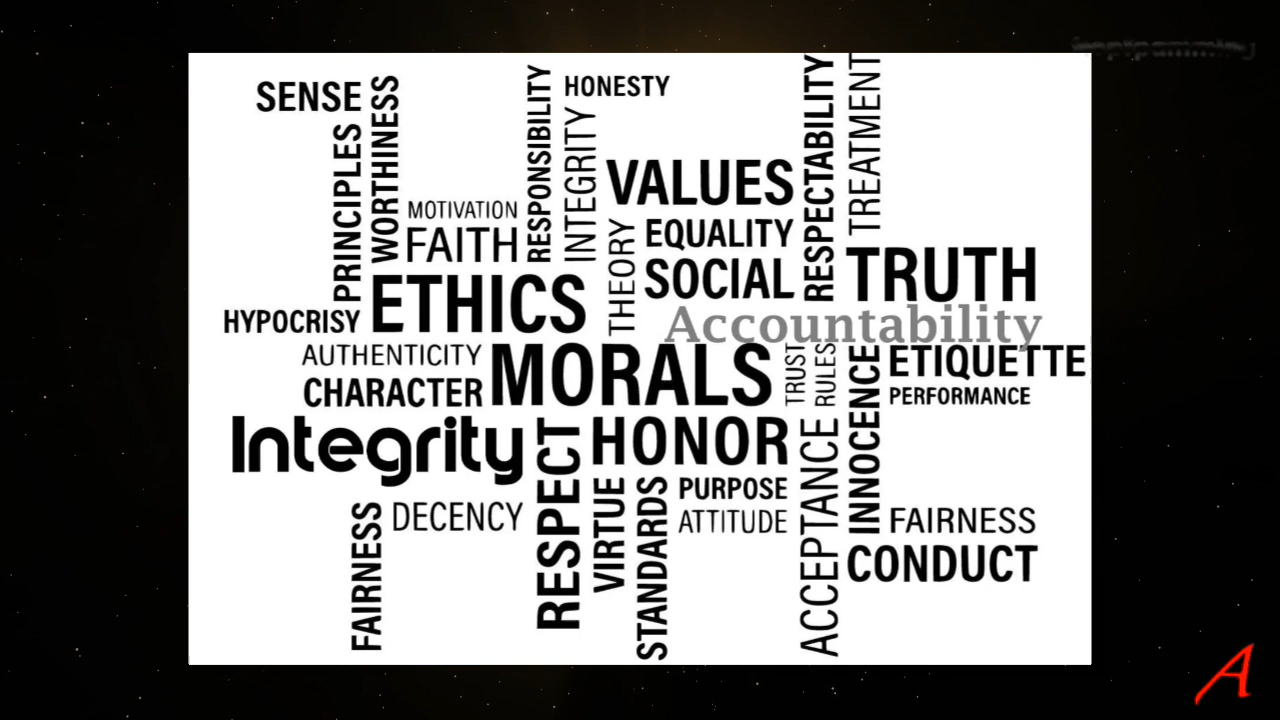 SENSE
PRINCIPLES
WORTHINESS
MOTIVATION
FAITH
RESPONSIBILITY
HONESTY
INTEGRITY
VALUES
EQUALITY
SOCIAL
THEORY
RESPECTABILITY
TREATMENT
TRUTH
Accountability
HYPOCRISY
ETHICS
AUTHENTICITY
CHARACTER
MORALS
TRUST
RULES
INNOCENCE
ETIQUETTE
PERFORMANCE
Integrity
RESPECT
HONOR
VIRTUE
STANDARDS
PURPOSE
ATTITUDE
ACCEPTANCE
FAIRNESS
DECENCY
FAIRNESS
CONDUCT
A